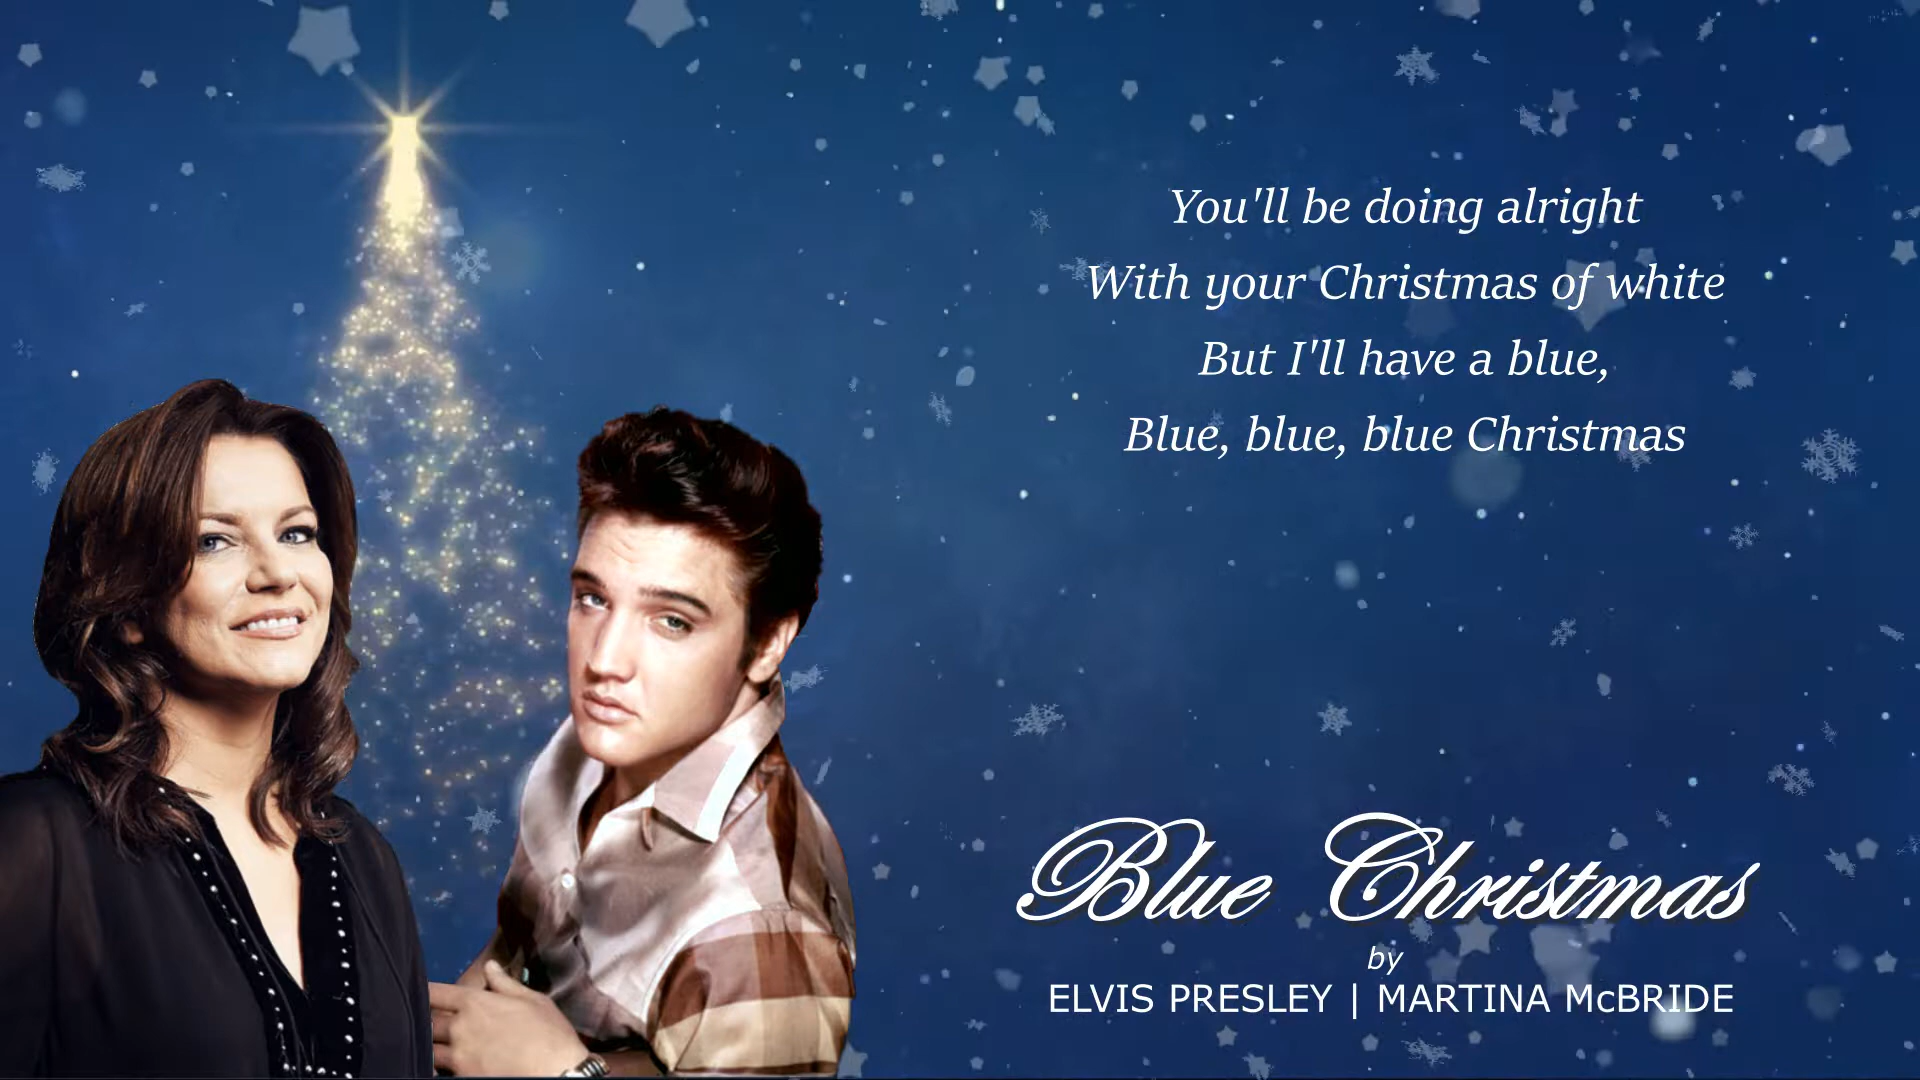 You'll be doing alright
With your Christmas of white
But I'll have a blue,
Blue, blue, blue Christmas
Blue Christmas
by
ELVIS PRESLEY | MARTINA McBRIDE